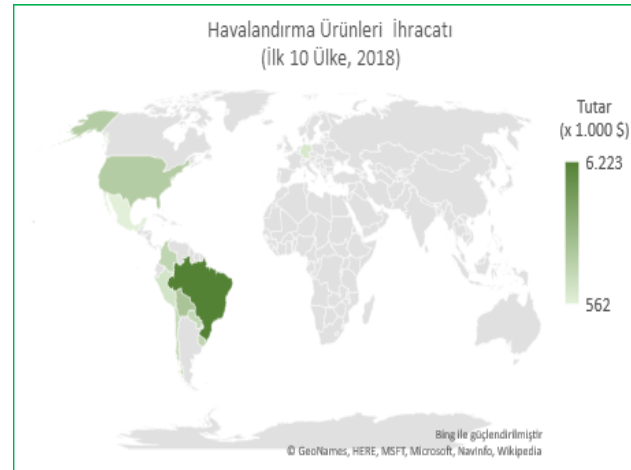 Havalandırma Ürünleri İhracatı
(İlk 10 Ülke, 2018)
Tutar
(x 1.000 $)
6.223
562
Bing ile güçlendirilmiştir
© GeoNames, HERE, MSFT, Microsoft, NavInfo, Wikipedia